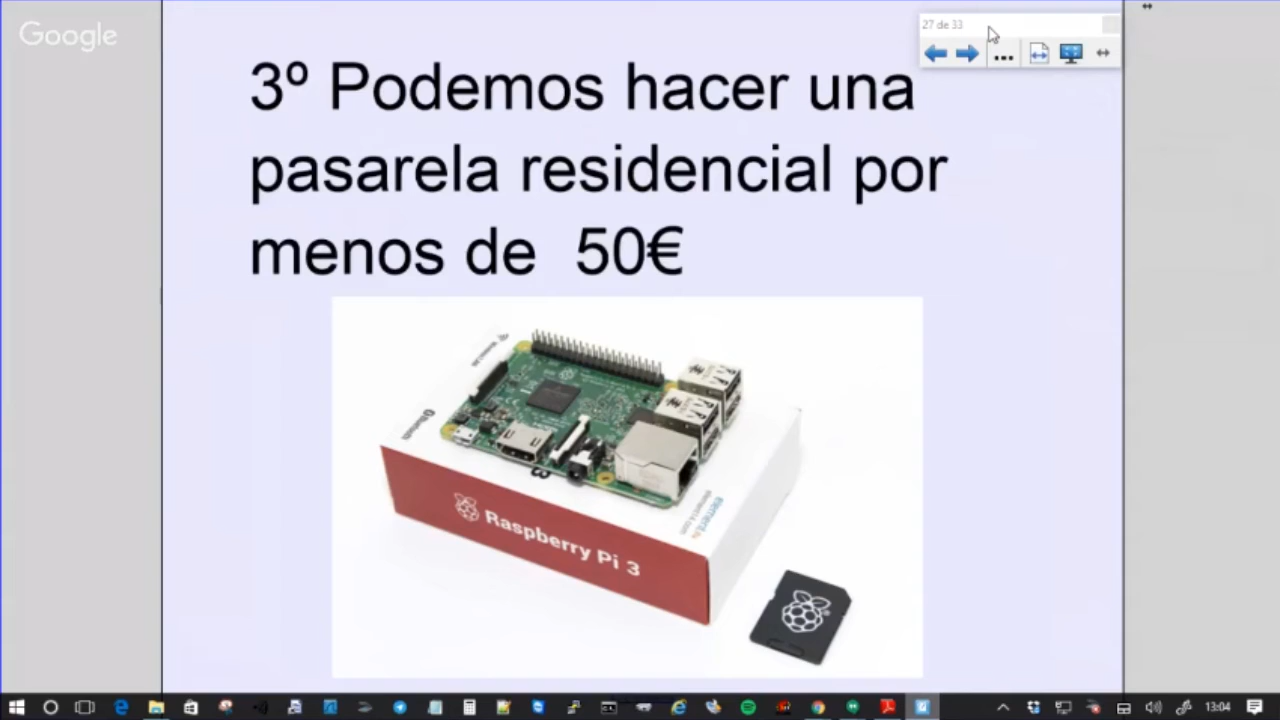 Google
27 de 33
3º Podemos hacer una
pasarela residencial por
menos de 50€
Bluetooth
Raspberry Pi 3
13:04